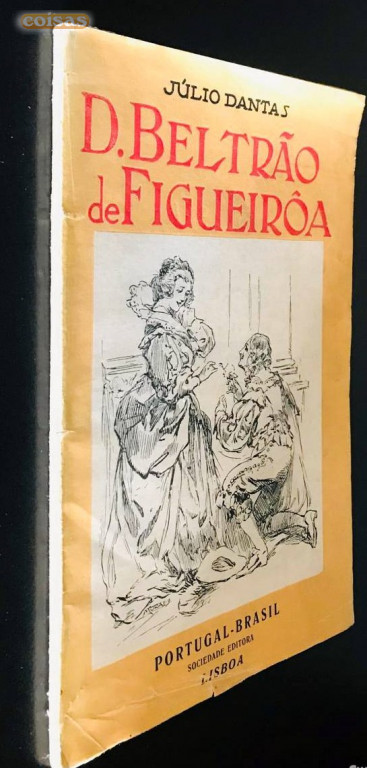 coisas
JÚLIO DANTAS
D. BELTRÃO
de FIGUEIRÔA
PORTUGAL-BRASIL
SOCIEDADE EDITORA
LISBOA